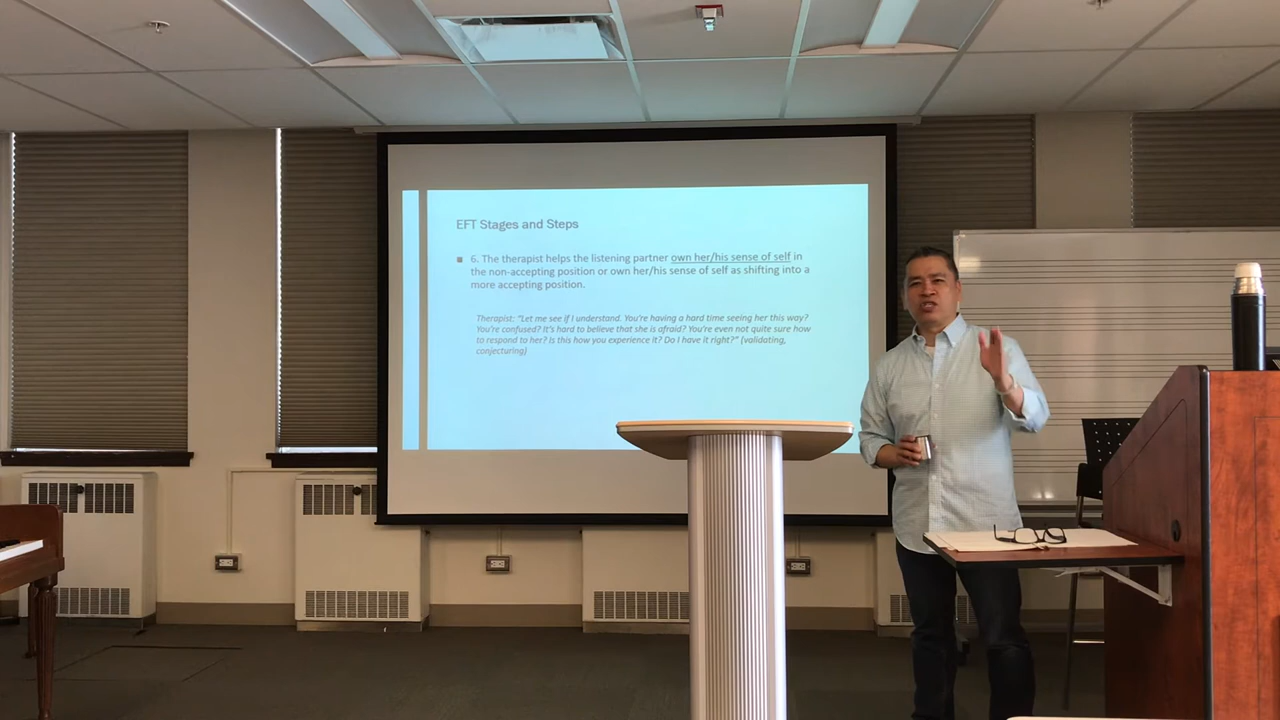 EFT Stages and Steps
6. The therapist helps the listening partner own her/his sense of self in
the non-accepting position or own her/his sense of self as shifting into a
more accepting position.
Therapist: "Let me see if I understand. You're having a hard time seeing her this way?
You're confused? It's hard to believe that she is afraid? You're even not quite sure how
to respond to her? Is this how you experience it? Do I have it right?" (validating,
conjecturing)